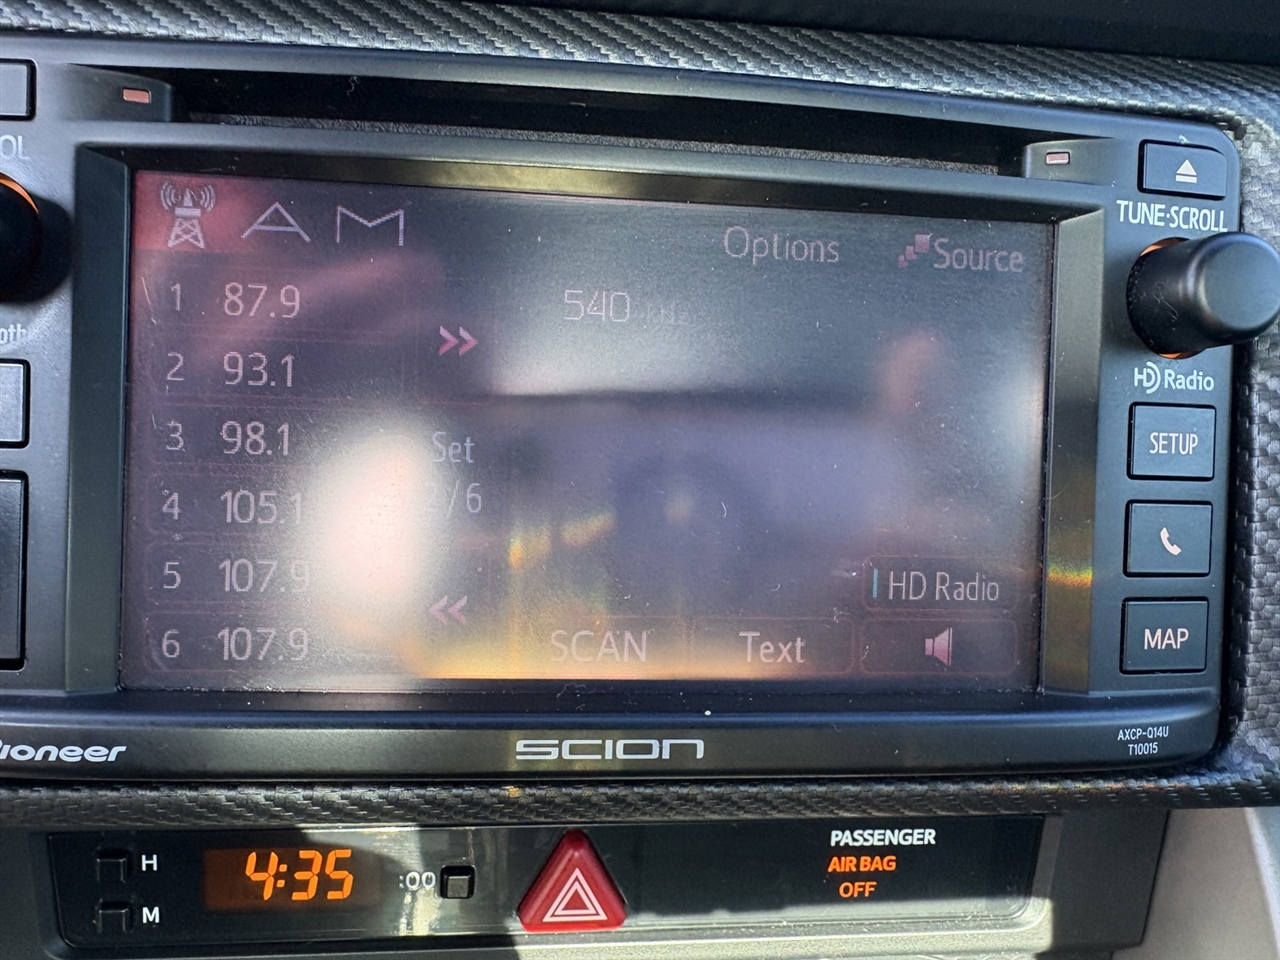 AM
Options
Source
TUNE·SCROLL
1 87.9
540
2 93.1
HD Radio
3 98.1
Set
SETUP
4 105.1
/6
5 107.9
HD Radio
6 107.9
SCAN
Text
MAP
SCION
AXCP-Q14U
T10015
H
4:35
:00
M
PASSENGER
AIR BAG
OFF